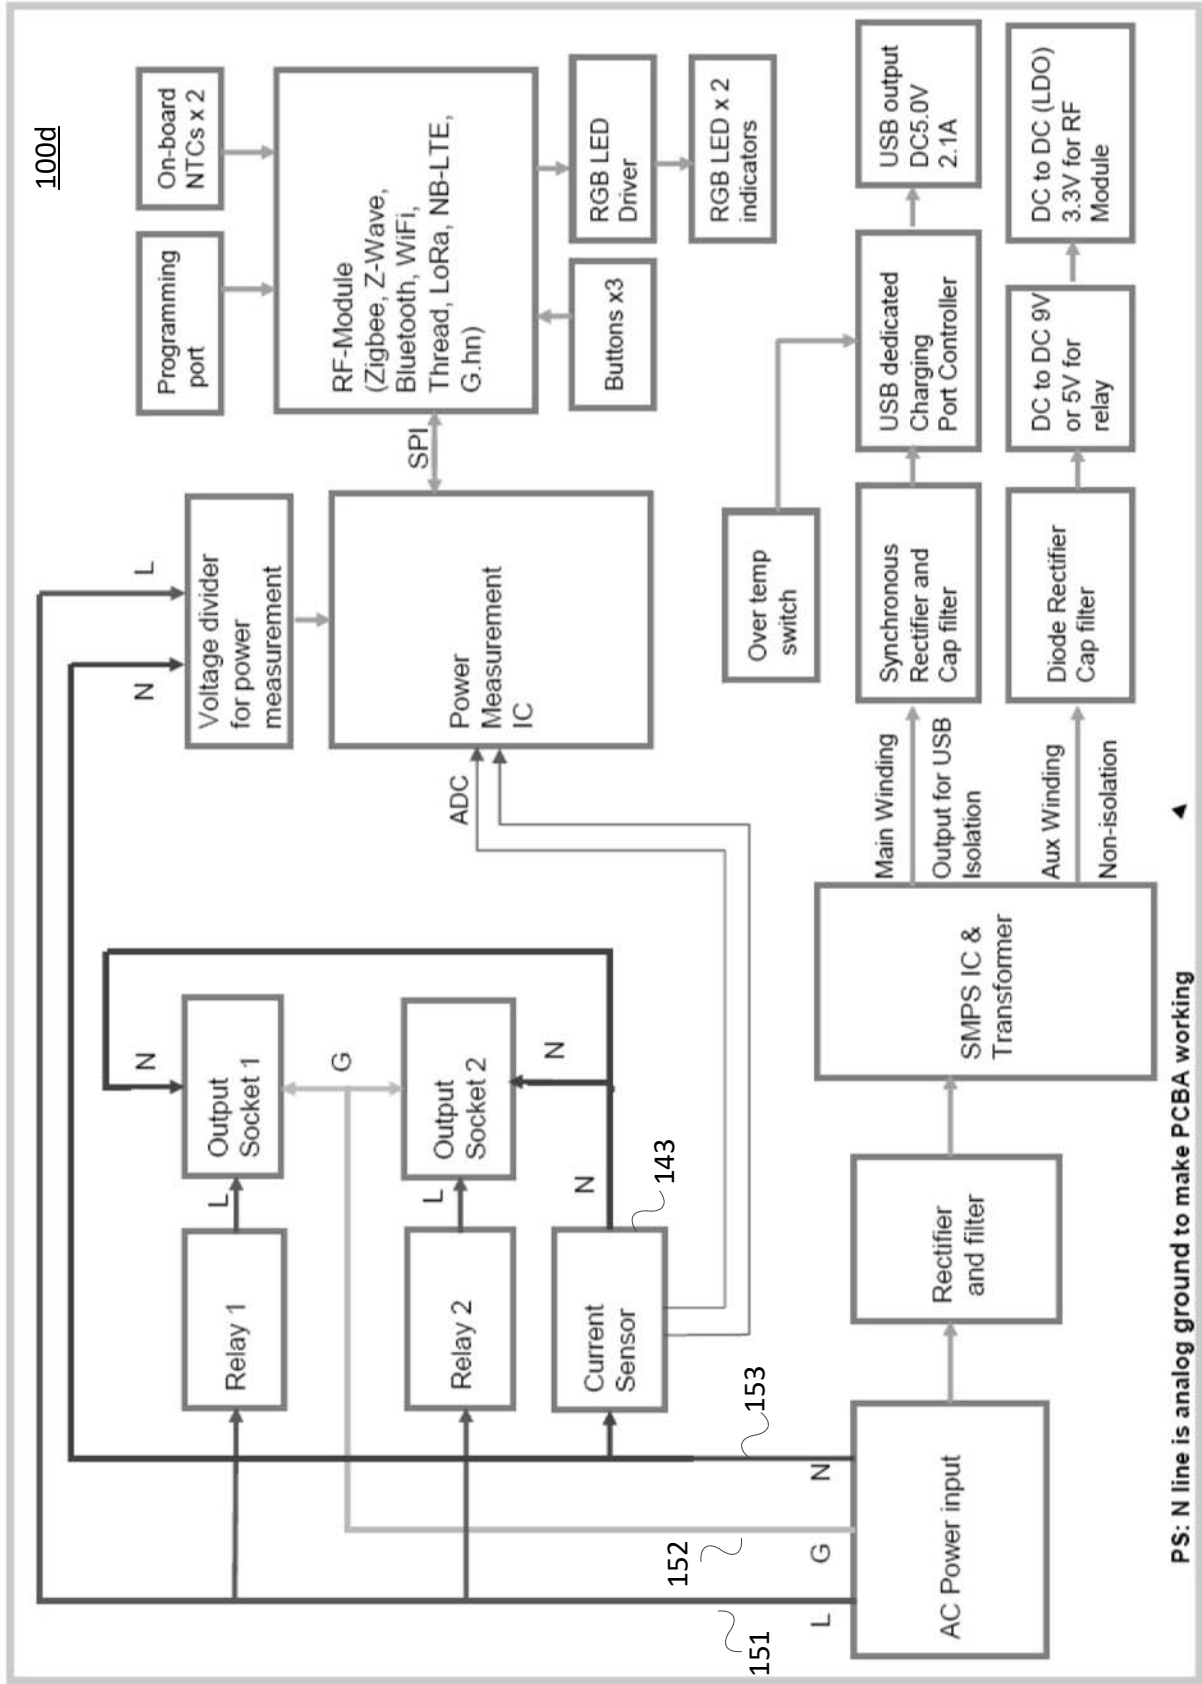 100d
On-board
NTCs x 2
Programming
port
RF-Module
(Zigbee, Z-Wave,
Bluetooth, WiFi,
Thread, LoRa, NB-LTE,
G.hn)
RGB LED
Driver
RGB LED x 2
indicators
Buttons x3
SPI
L
N
Voltage divider
for power
measurement
Power
Measurement
IC
ADC
Over temp
switch
USB output
DC5.0V
2.1A
USB dedicated
Charging
Port Controller
Synchronous
Rectifier and
Cap filter
Main Winding
Output for USB
Isolation
DC to DC (LDO)
3.3V for RF
Module
DC to DC 9V
or 5V for
relay
Diode Rectifier
Cap filter
Aux Winding
Non-isolation
SMPS IC &
Transformer
Rectifier
and filter
AC Power input
L
G
N
151
152
153
143
Relay 1
L
Output
Socket 1
N
G
Relay 2
L
Output
Socket 2
N
Current
Sensor
N
PS: N line is analog ground to make PCBA working